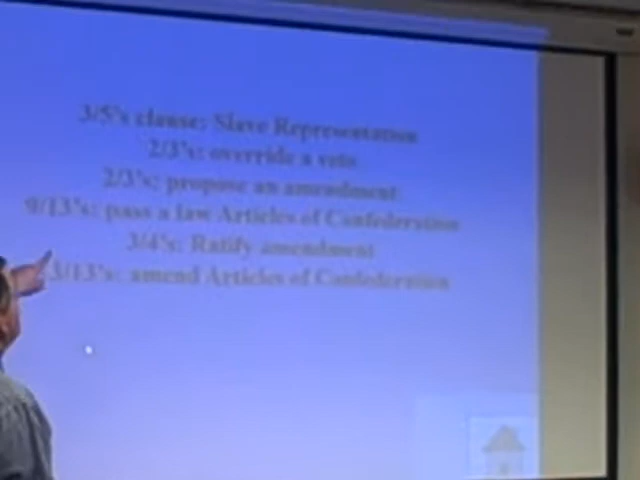 3/5's clause: Slave Representation
2/3's: override a veto
2/3's: propose an amendment
9/13's: pass a law Articles of Confederation
3/4's: Ratify amendment
3/13's: amend Articles of Confederation